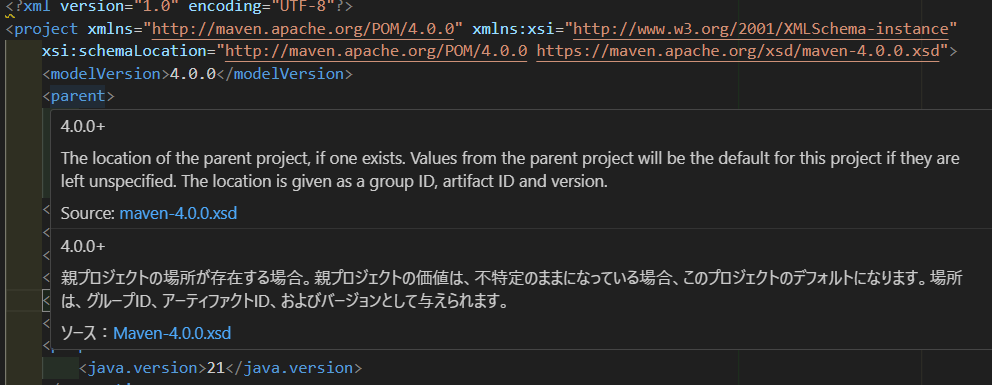 <?xml version="1.0" encoding="UTF-8"?>
<project xmlns="http://maven.apache.org/POM/4.0.0" xmlns:xsi="http://www.w3.org/2001/XMLSchema-instance"
xsi:schemaLocation="http://maven.apache.org/POM/4.0.0 https://maven.apache.org/xsd/maven-4.0.0.xsd">
<modelVersion>4.0.0</modelVersion>
<parent>
4.0.0+
The location of the parent project, if one exists. Values from the parent project will be the default for this project if they are
left unspecified. The location is given as a group ID, artifact ID and version.
Source: maven-4.0.0.xsd
4.0.0+
親プロジェクトの場所が存在する場合。親プロジェクトの価値は、不特定のままになっている場合、このプロジェクトのデフォルトになります。場所
は、グループID、アーティファクトID、およびバージョンとして与えられます。
ソース：Maven-4.0.0.xsd
<java.version>21</java.version>